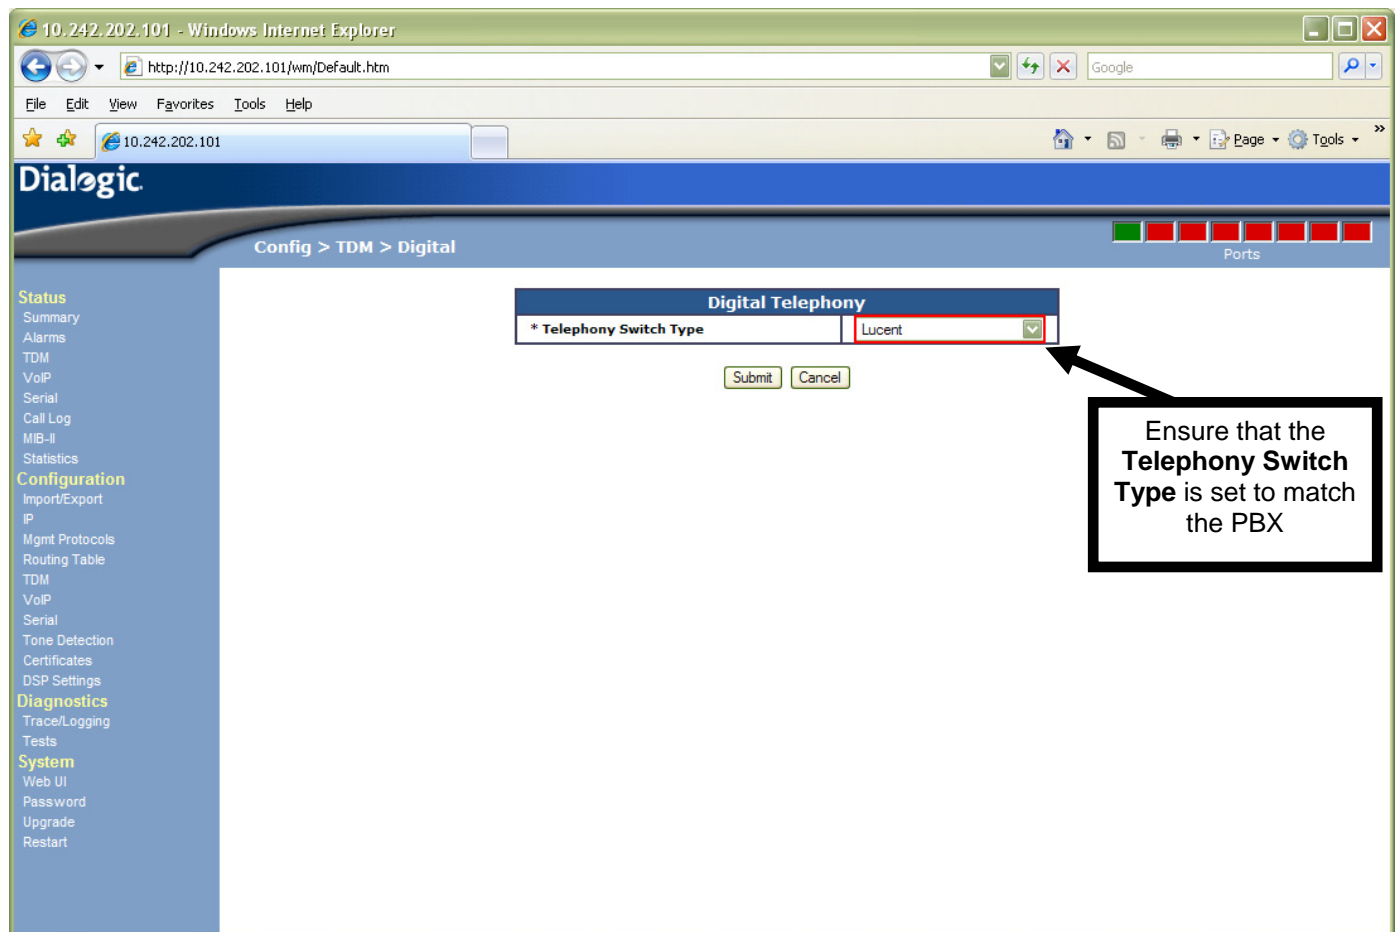 10.242.202.101 - Windows Internet Explorer
http://10.242.202.101/wm/Default.htm
Google
File Edit View Favorites Tools Help
10.242.202.101
Page Tools »
Dialogic
Config > TDM > Digital
Ports
Status
Summary
Alarms
TDM
VoIP
Serial
Call Log
MIB-II
Statistics
Configuration
Import/Export
IP
Mgmt Protocols
Routing Table
TDM
VoIP
Serial
Tone Detection
Certificates
DSP Settings
Diagnostics
Trace/Logging
Tests
System
Web UI
Password
Upgrade
Restart
Digital Telephony
* Telephony Switch Type Lucent
Submit Cancel
Ensure that the
Telephony Switch
Type is set to match
the PBX